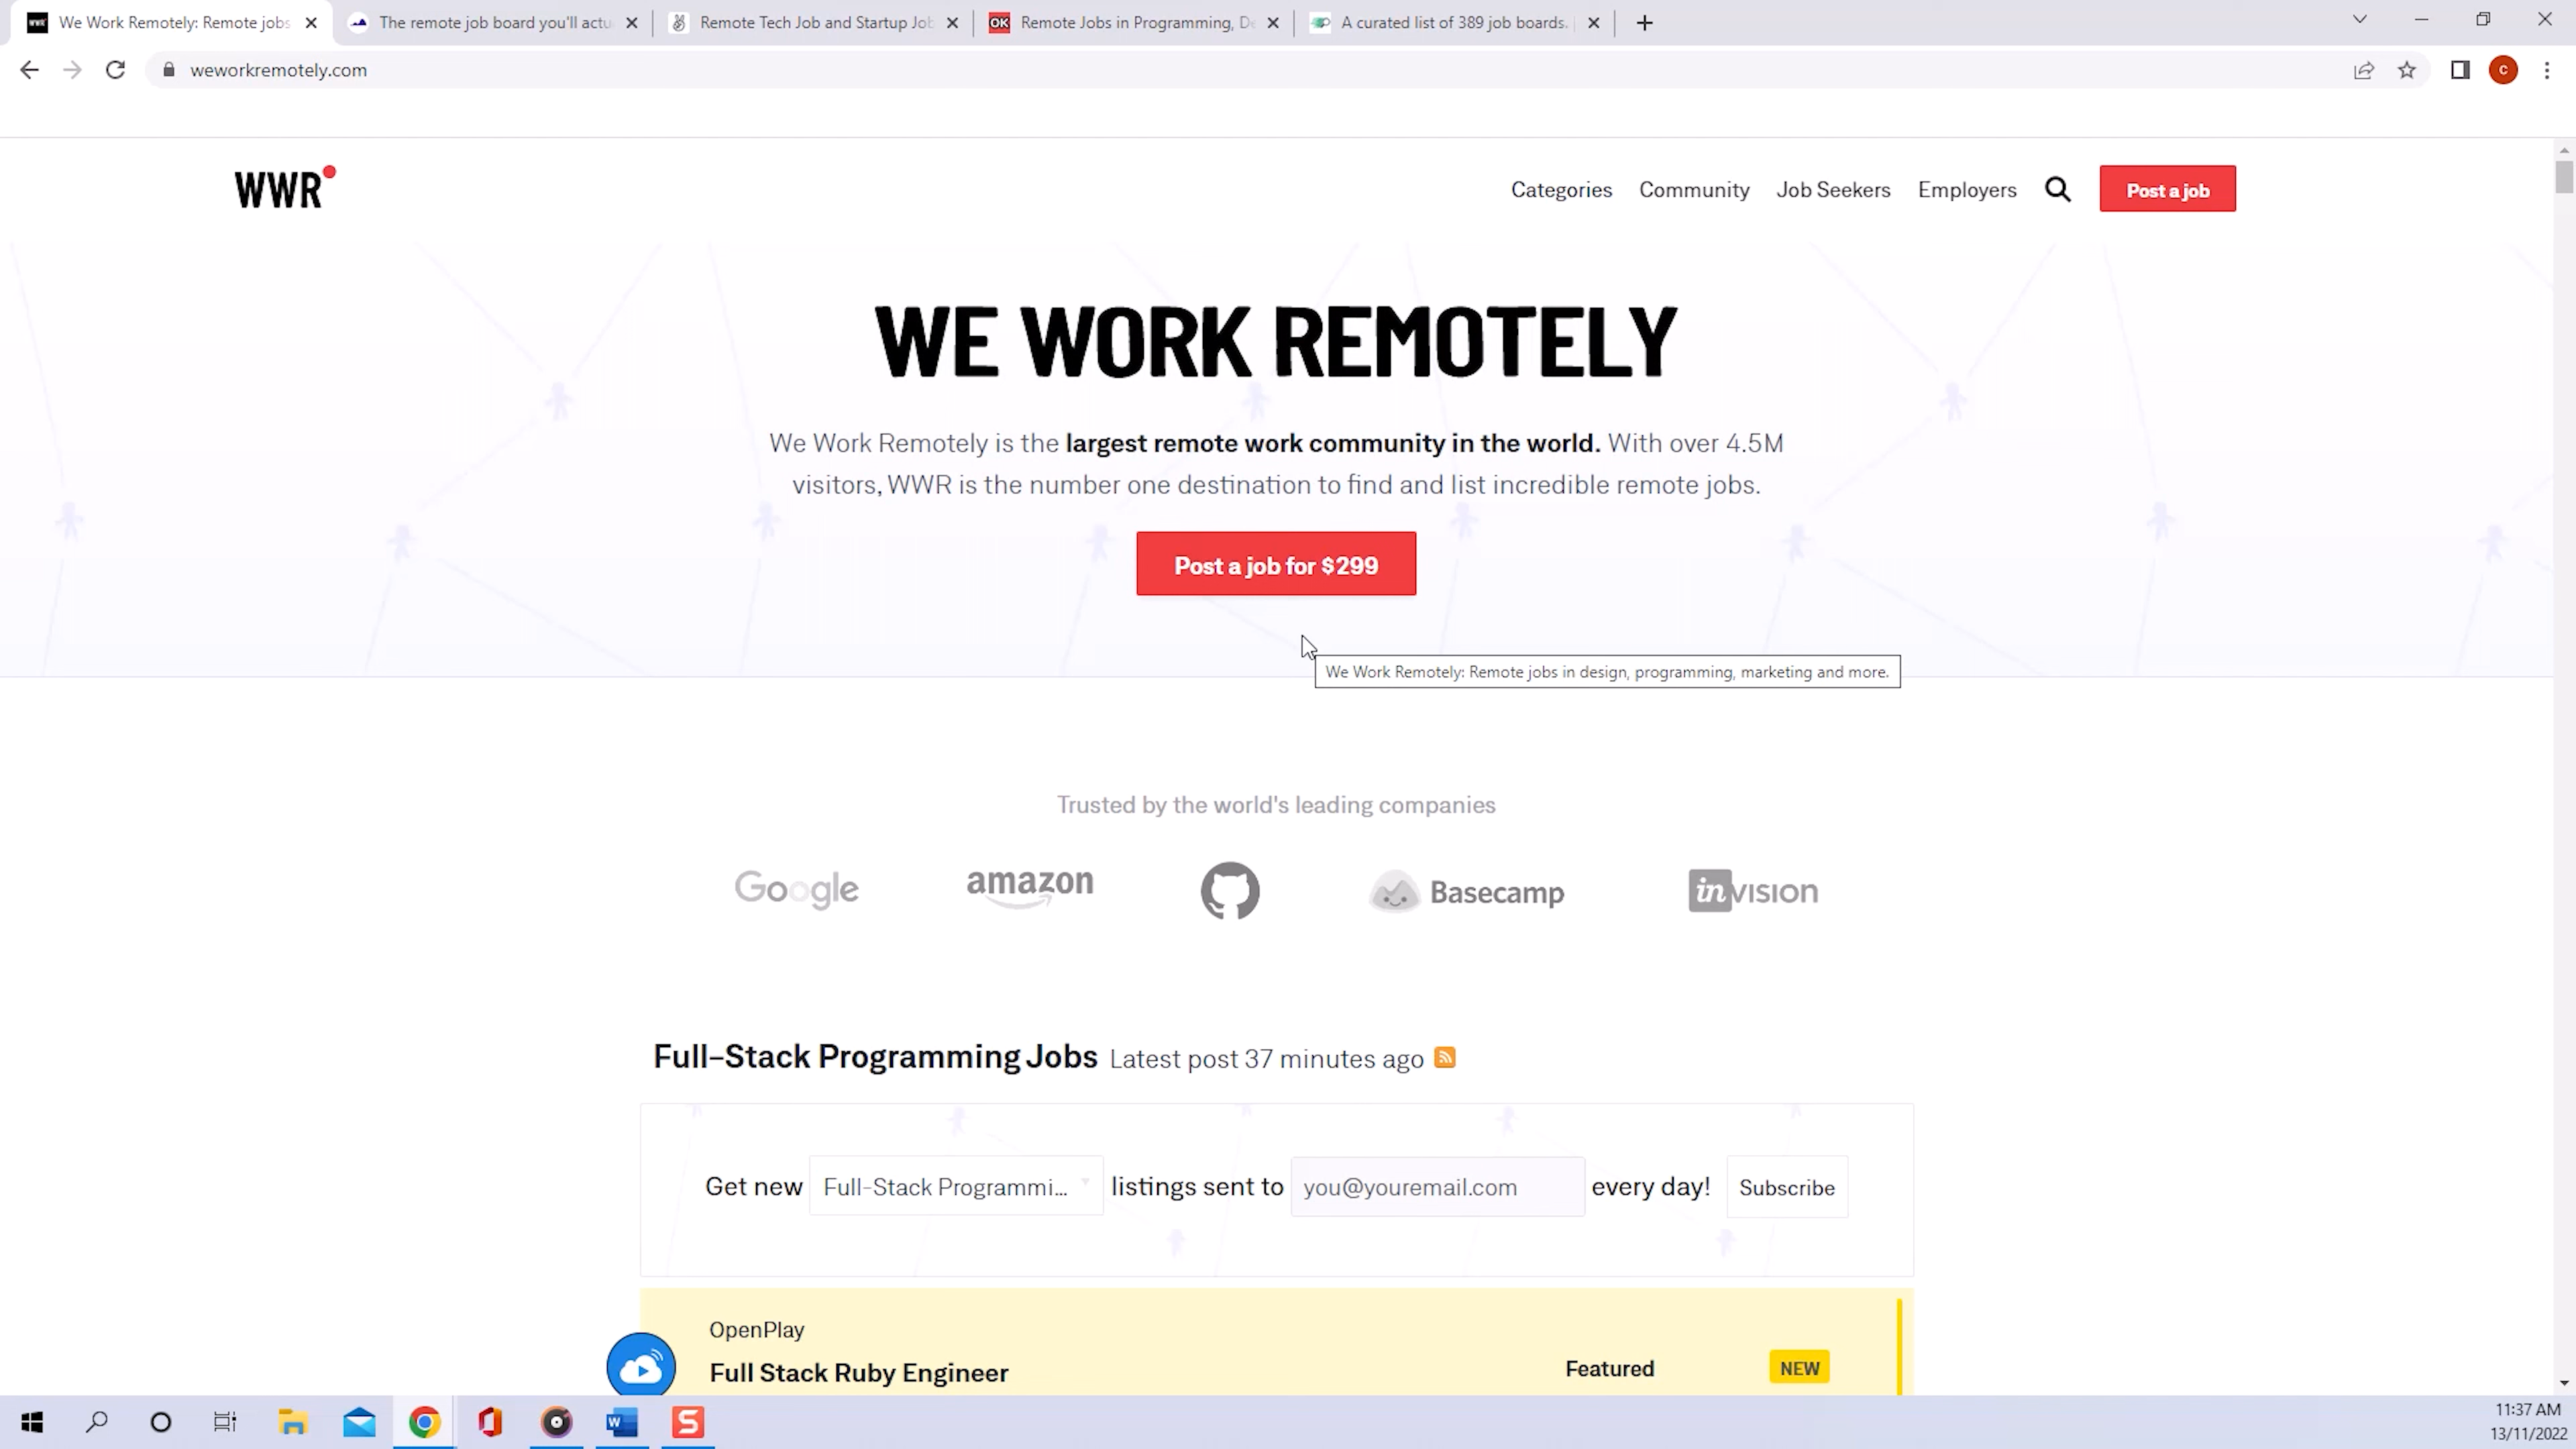 We Work Remotely: Remote jobs
The remote job board you'll actu
Remote Tech Job and Startup Job
OK
Remote Jobs in Programming, De
A curated list of 389 job boards.
weworkremotely.com
C
WWR
Categories
Community
Job Seekers
Employers
Post a job
WE WORK REMOTELY
We Work Remotely is the largest remote work community in the world. With over 4.5M
visitors, WWR is the number one destination to find and list incredible remote jobs.
Post a job for $299
We Work Remotely: Remote jobs in design, programming, marketing and more.
Trusted by the world's leading companies
Google
amazon
Basecamp
inVISION
Full-Stack Programming Jobs Latest post 37 minutes ago
Get new Full-Stack Programmi... listings sent to you@youremail.com every day! Subscribe
OpenPlay
Full Stack Ruby Engineer
Featured
NEW
11:37 AM
13/11/2022